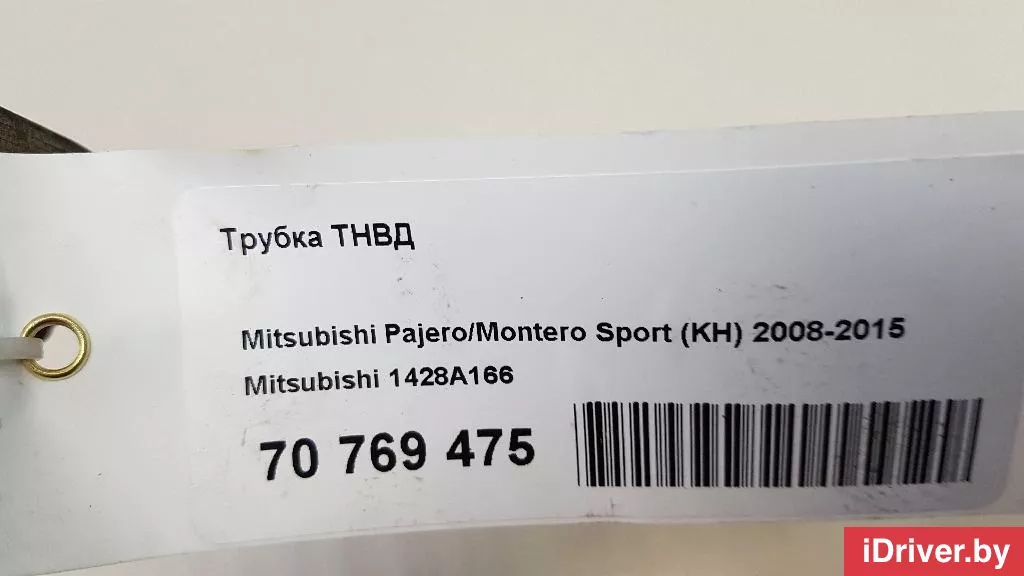 Трубка ТНВД
Mitsubishi Pajero/Montero Sport (KH) 2008-2015
Mitsubishi 1428A166
70 769 475
iDriver.by